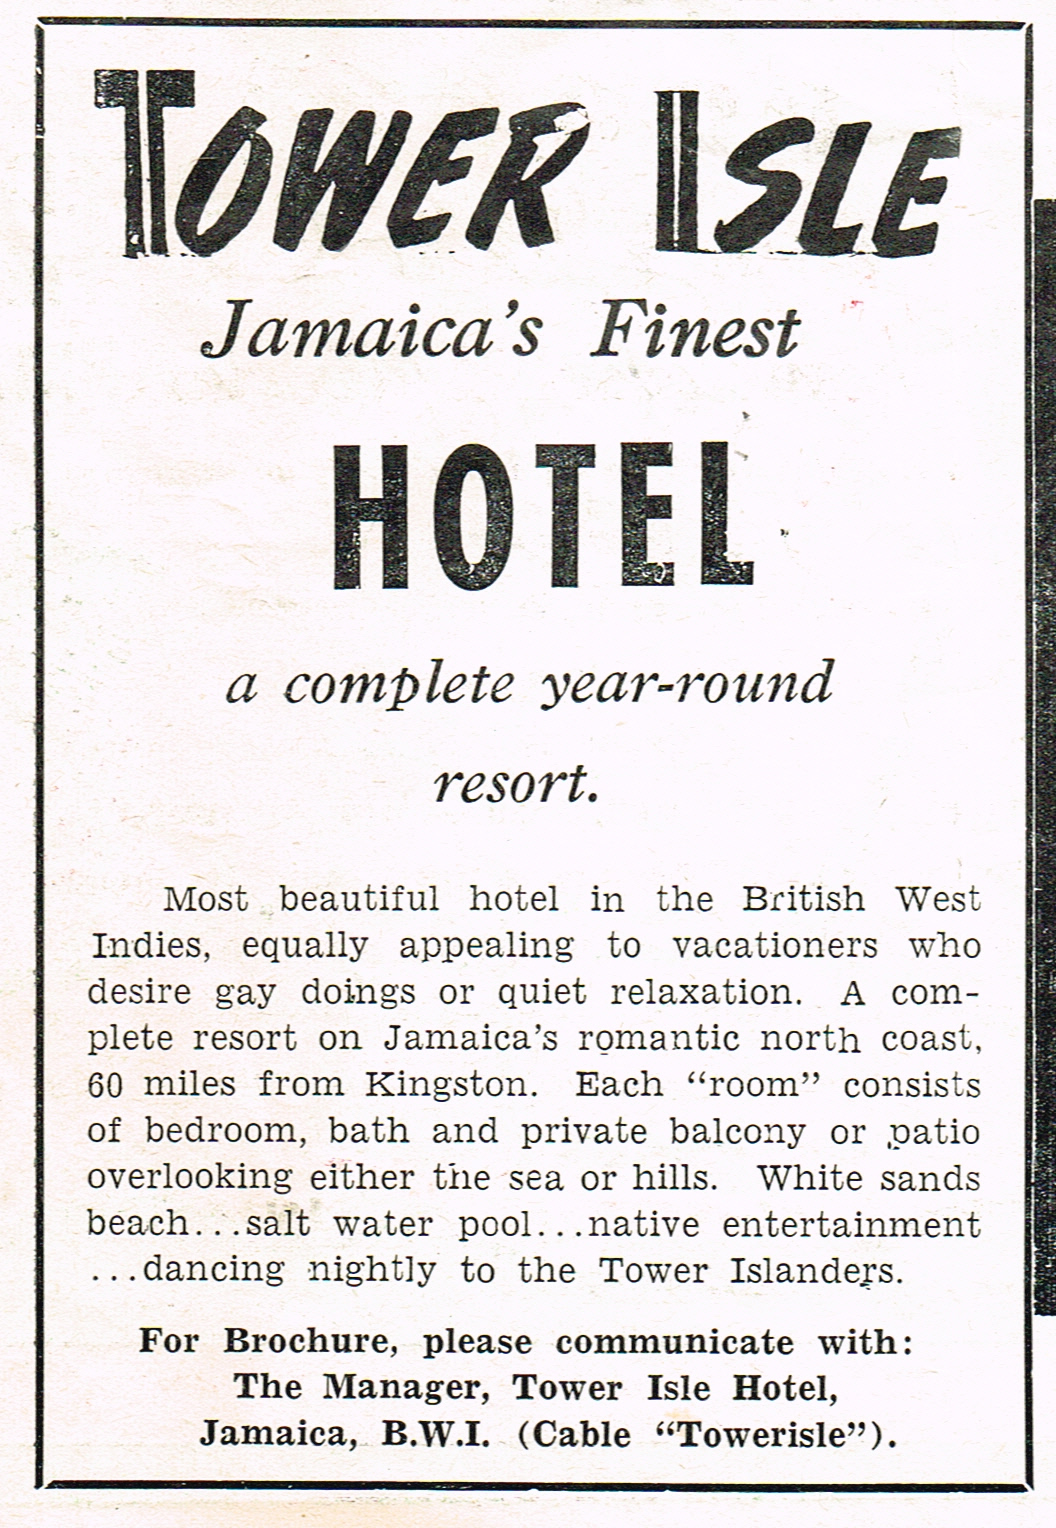 TOWER ISLE
Jamaica's Finest
HOTEL
a complete year-round
resort.
Most beautiful hotel in the British West
Indies, equally appealing to vacationers who
desire gay doings or quiet relaxation. A com-
plete resort on Jamaica's romantic north coast,
60 miles from Kingston. Each “room” consists
of bedroom, bath and private balcony or patio
overlooking either the sea or hills. White sands
beach...salt water pool...native entertainment
...dancing nightly to the Tower Islanders.
For Brochure, please communicate with:
The Manager, Tower Isle Hotel,
Jamaica, B.W.I. (Cable “Towerisle”).